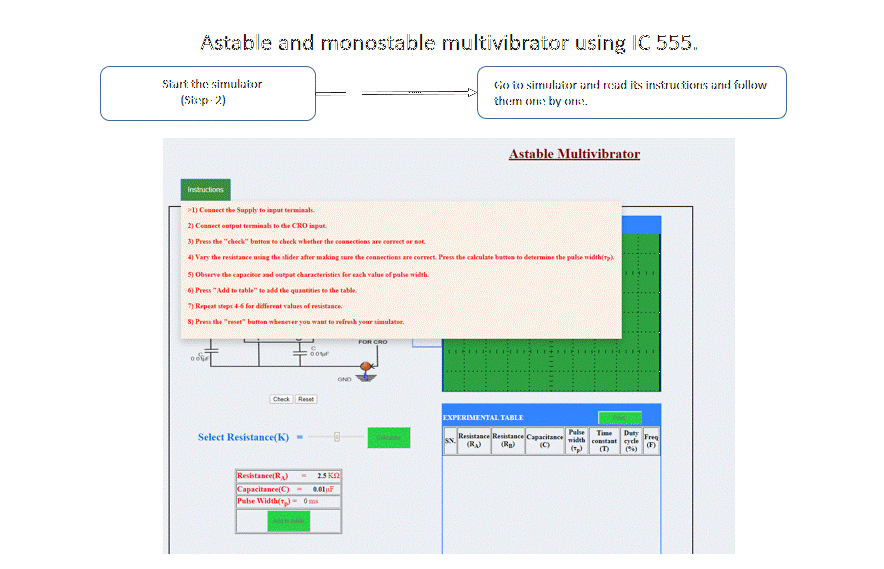 Astable and monostable multivibrator using IC 555.
Start the simulator
(Step- 2)
Go to simulator and read its instructions and follow
them one by one.
Astable Multivibrator
Instructions
>1) Connect the Supply to input terminals.
2) Connect output terminals to the CRO input.
3) Press the "check" button to check whether the connections are correct or not.
4) Vary the resistance using the slider after making sure the connections are correct. Press the calculate button to determine the pulse width(τp).
5) Observe the capacitor and output characteristics for each value of pulse width.
6) Press "Add to table" to add the quantities to the table.
7) Repeat steps 4-6 for different values of resistance.
8) Press the "reset" button whenever you want to refresh your simulator.
FOR CRO
C
0.01µF
C
0.01µF
GND
Check Reset
Select Resistance(K) =
Calculate
EXPERIMENTAL TABLE
SN. Resistance (RA) Resistance (RB) Capacitance (C) Pulse width (τp) Time constant (T) Duty cycle (%) Freq (F)
Resistance(RA) = 2.5 KΩ
Capacitance(C) = 0.01µF
Pulse Width(τp) = 0 ms
Add to table